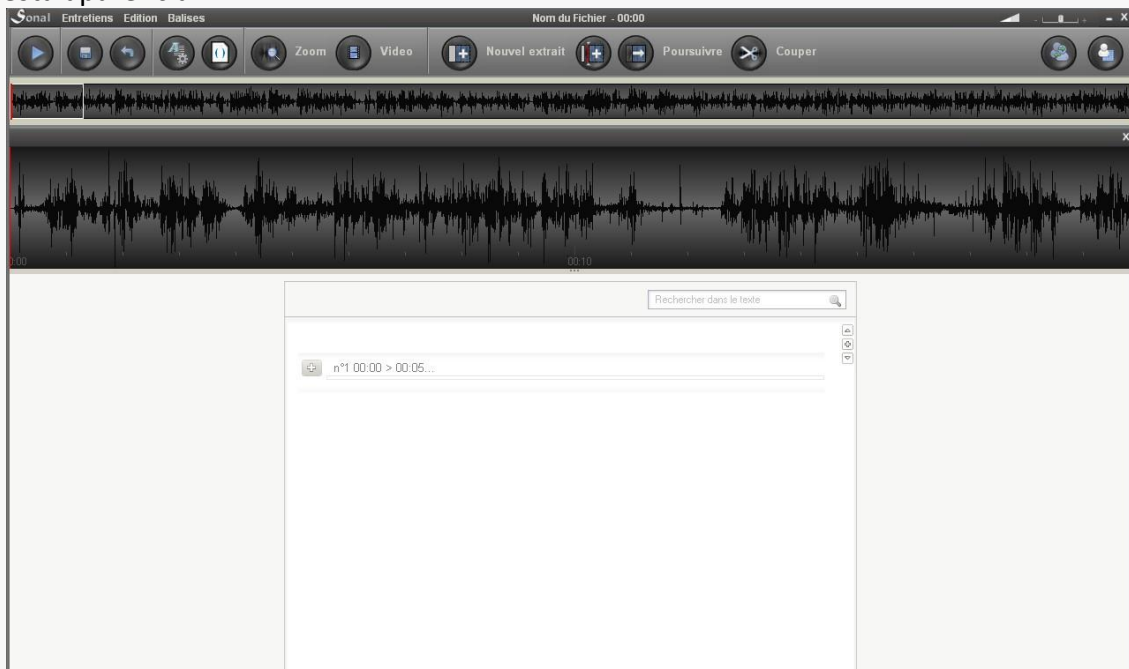 Sonal Entretiens Edition Balises Nom du Fichier - 00:00 - X
Zoom Video Nouvel extrait Poursuivre Couper
x
0:00 00:10
Rechercher dans le texte
n°1 00:00 > 00:05...